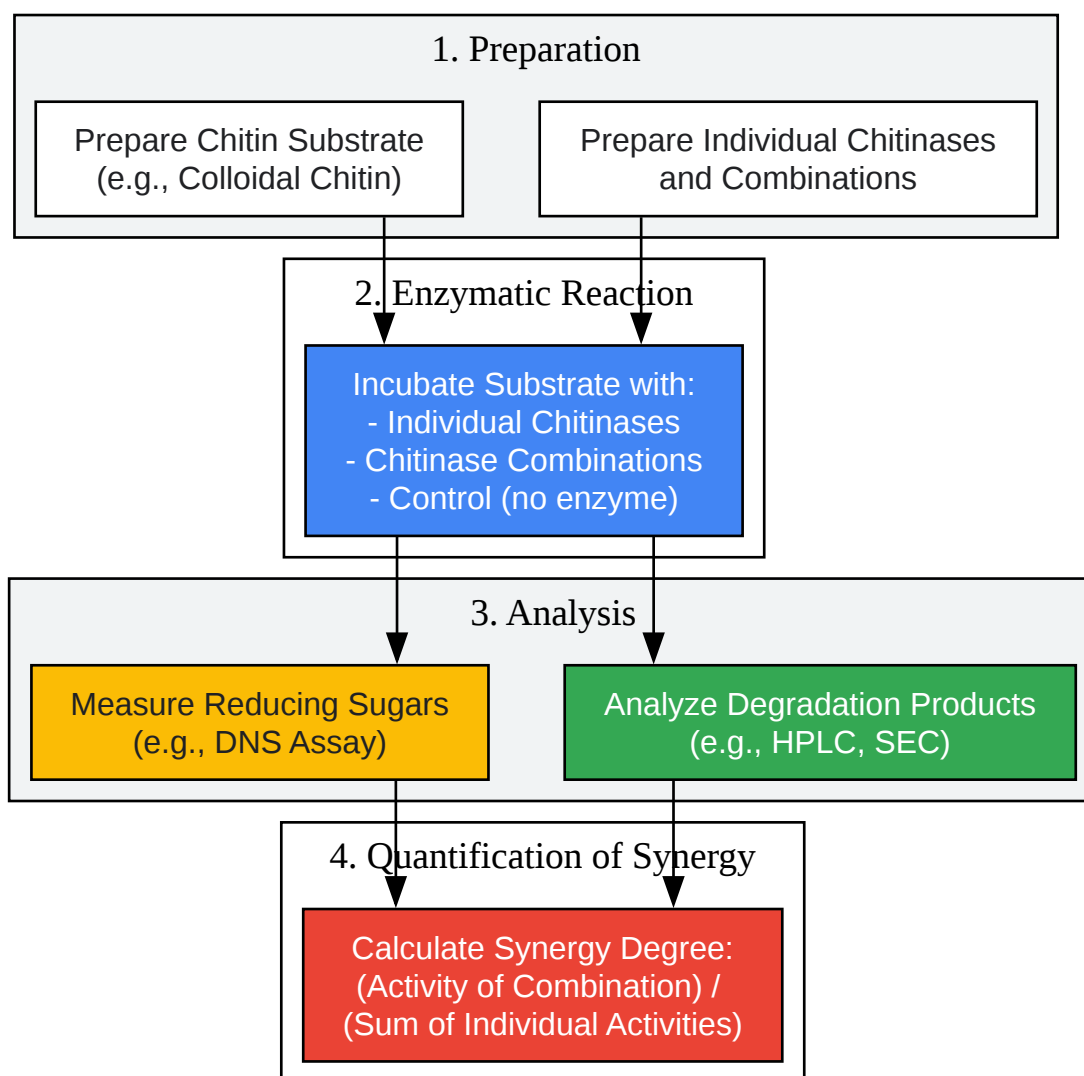 1. Preparation
Prepare Chitin Substrate
(e.g., Colloidal Chitin)
Prepare Individual Chitinases
and Combinations
2. Enzymatic Reaction
Incubate Substrate with:
- Individual Chitinases
- Chitinase Combinations
- Control (no enzyme)
3. Analysis
Measure Reducing Sugars
(e.g., DNS Assay)
Analyze Degradation Products
(e.g., HPLC, SEC)
4. Quantification of Synergy
Calculate Synergy Degree:
(Activity of Combination) /
(Sum of Individual Activities)